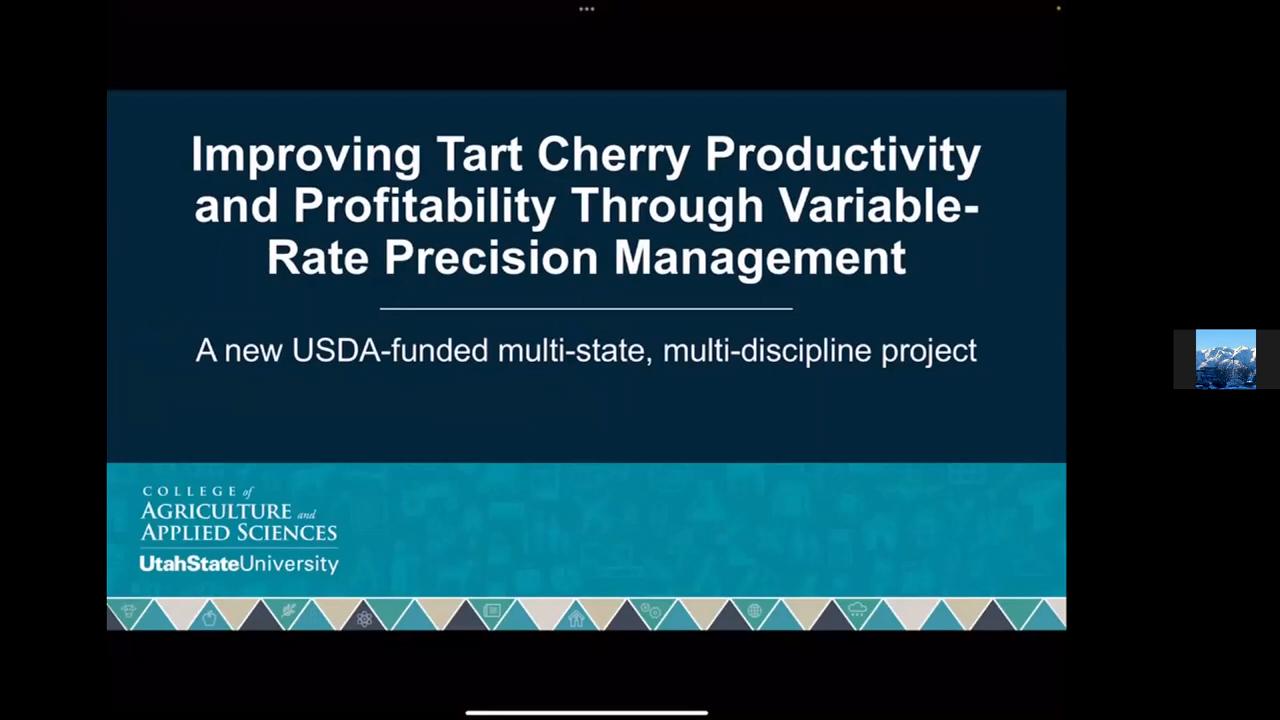 Improving Tart Cherry Productivity
and Profitability Through Variable-
Rate Precision Management
A new USDA-funded multi-state, multi-discipline project
COLLEGE of
AGRICULTURE and
APPLIED SCIENCES
UtahStateUniversity